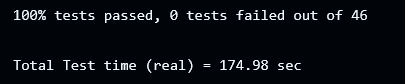 100% tests passed, 0 tests failed out of 46
Total Test time (real) = 174.98 sec